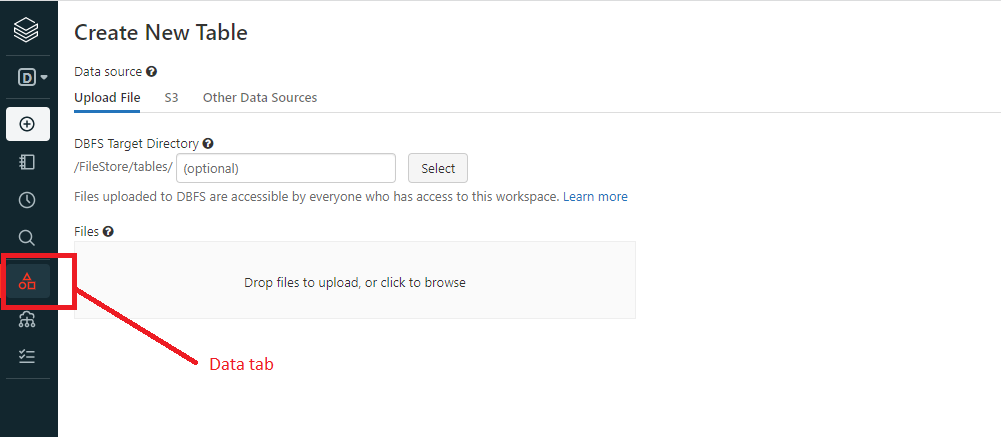 Create New Table
Data source
D
Upload File S3 Other Data Sources
DBFS Target Directory
/FileStore/tables/ (optional) Select
Files uploaded to DBFS are accessible by everyone who has access to this workspace. Learn more
Files
Drop files to upload, or click to browse
Data tab